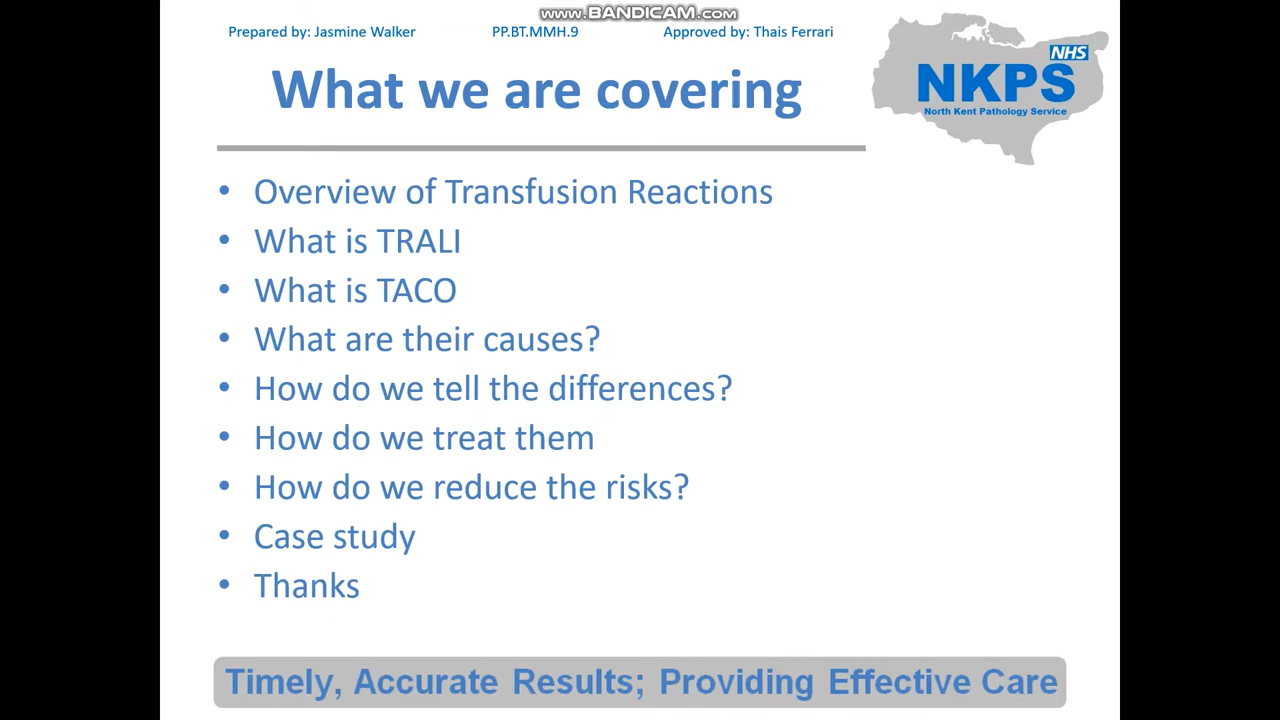 www.BANDICAM.com
Prepared by: Jasmine Walker PP.BT.MMH.9 Approved by: Thais Ferrari
What we are covering
NHS
NKPS
North Kent Pathology Service
• Overview of Transfusion Reactions
• What is TRALI
• What is TACO
• What are their causes?
• How do we tell the differences?
• How do we treat them
• How do we reduce the risks?
• Case study
• Thanks
Timely, Accurate Results; Providing Effective Care